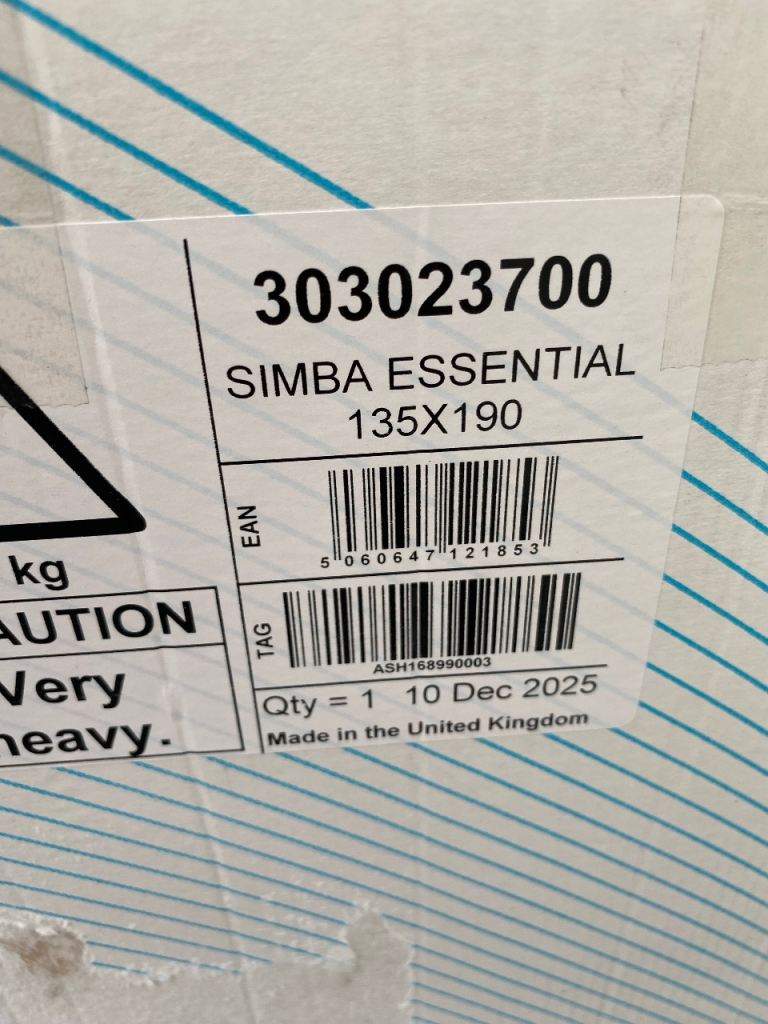 303023700
SIMBA ESSENTIAL
135X190
EAN
5 060647 121853
TAG
ASH168990003
Qty = 1 10 Dec 2025
Made in the United Kingdom
kg
AUTION
Very
heavy.